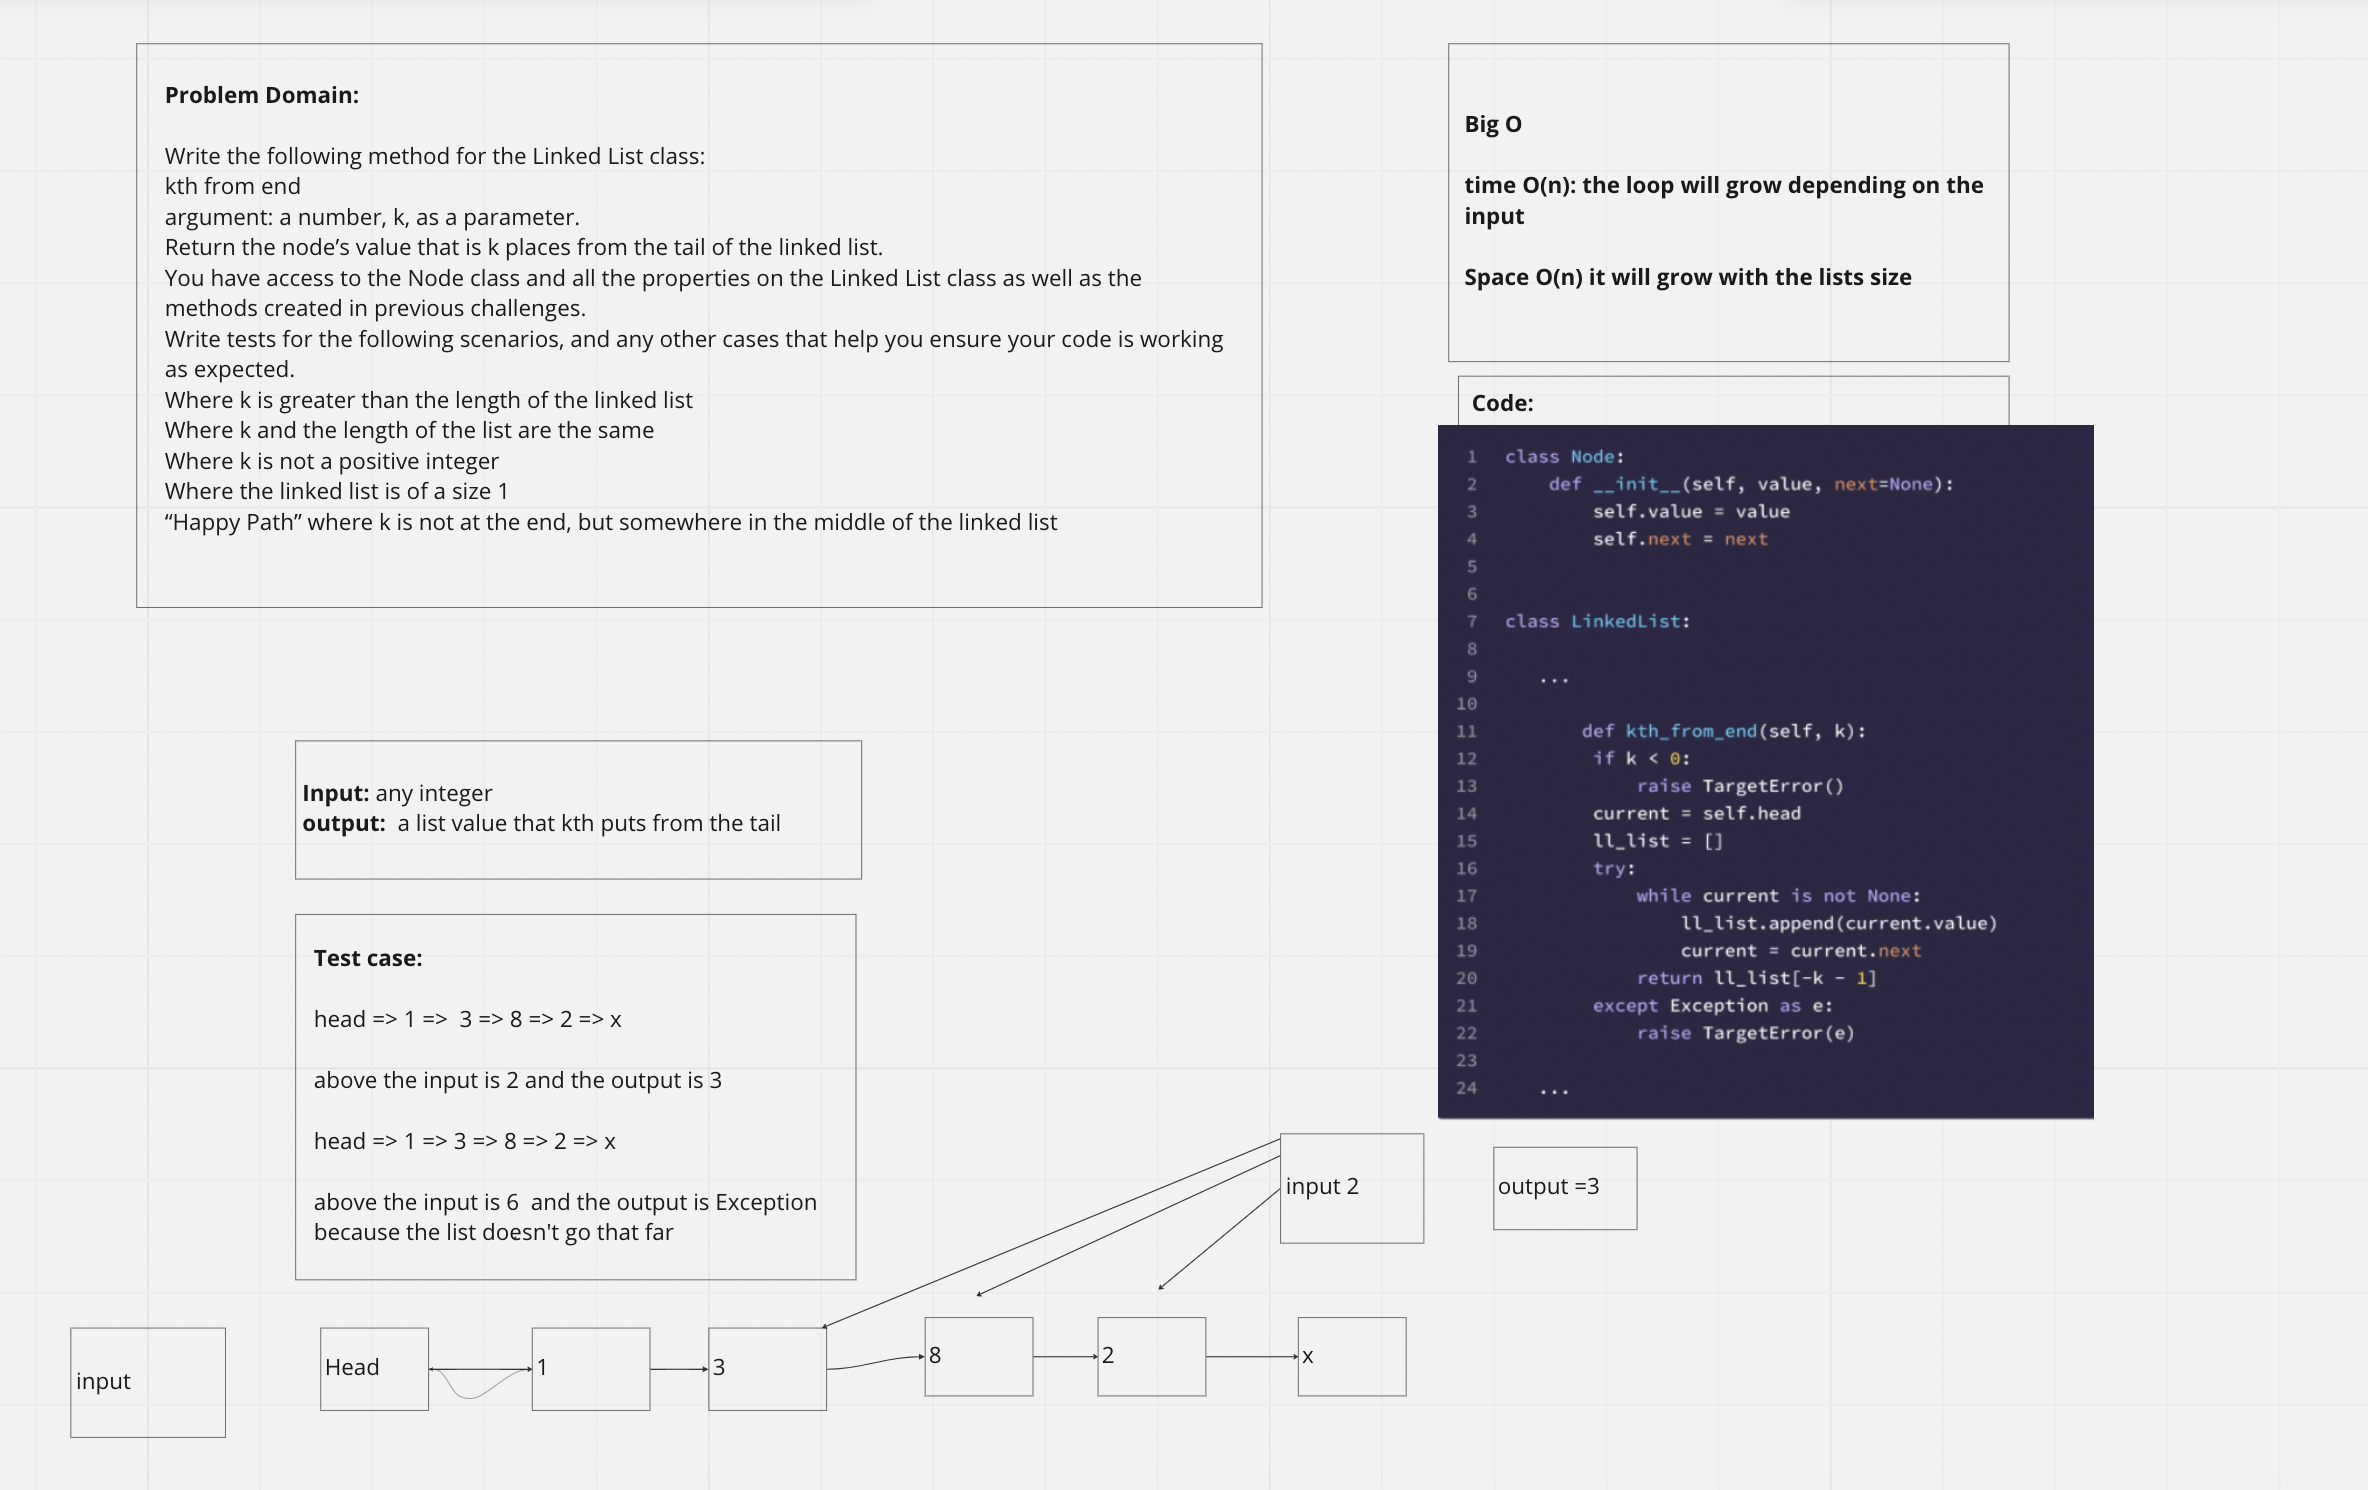 Problem Domain:
Write the following method for the Linked List class:
kth from end
argument: a number, k, as a parameter.
Return the node’s value that is k places from the tail of the linked list.
You have access to the Node class and all the properties on the Linked List class as well as the
methods created in previous challenges.
Write tests for the following scenarios, and any other cases that help you ensure your code is working
as expected.
Where k is greater than the length of the linked list
Where k and the length of the list are the same
Where k is not a positive integer
Where the linked list is of a size 1
“Happy Path” where k is not at the end, but somewhere in the middle of the linked list
Big O
time O(n): the loop will grow depending on the
input
Space O(n) it will grow with the lists size
Code:
1 class Node:
2 def __init__(self, value, next=None):
3 self.value = value
4 self.next = next
5
6
7 class LinkedList:
8
9 ...
10
11 def kth_from_end(self, k):
12 if k < 0:
13 raise TargetError()
14 current = self.head
15 ll_list = []
16 try:
17 while current is not None:
18 ll_list.append(current.value)
19 current = current.next
20 return ll_list[-k - 1]
21 except Exception as e:
22 raise TargetError(e)
23
24 ...
Input: any integer
output: a list value that kth puts from the tail
Test case:
head => 1 => 3 => 8 => 2 => x
above the input is 2 and the output is 3
head => 1 => 3 => 8 => 2 => x
above the input is 6 and the output is Exception
because the list doesn't go that far
input 2
output =3
input
Head
1
3
8
2
x